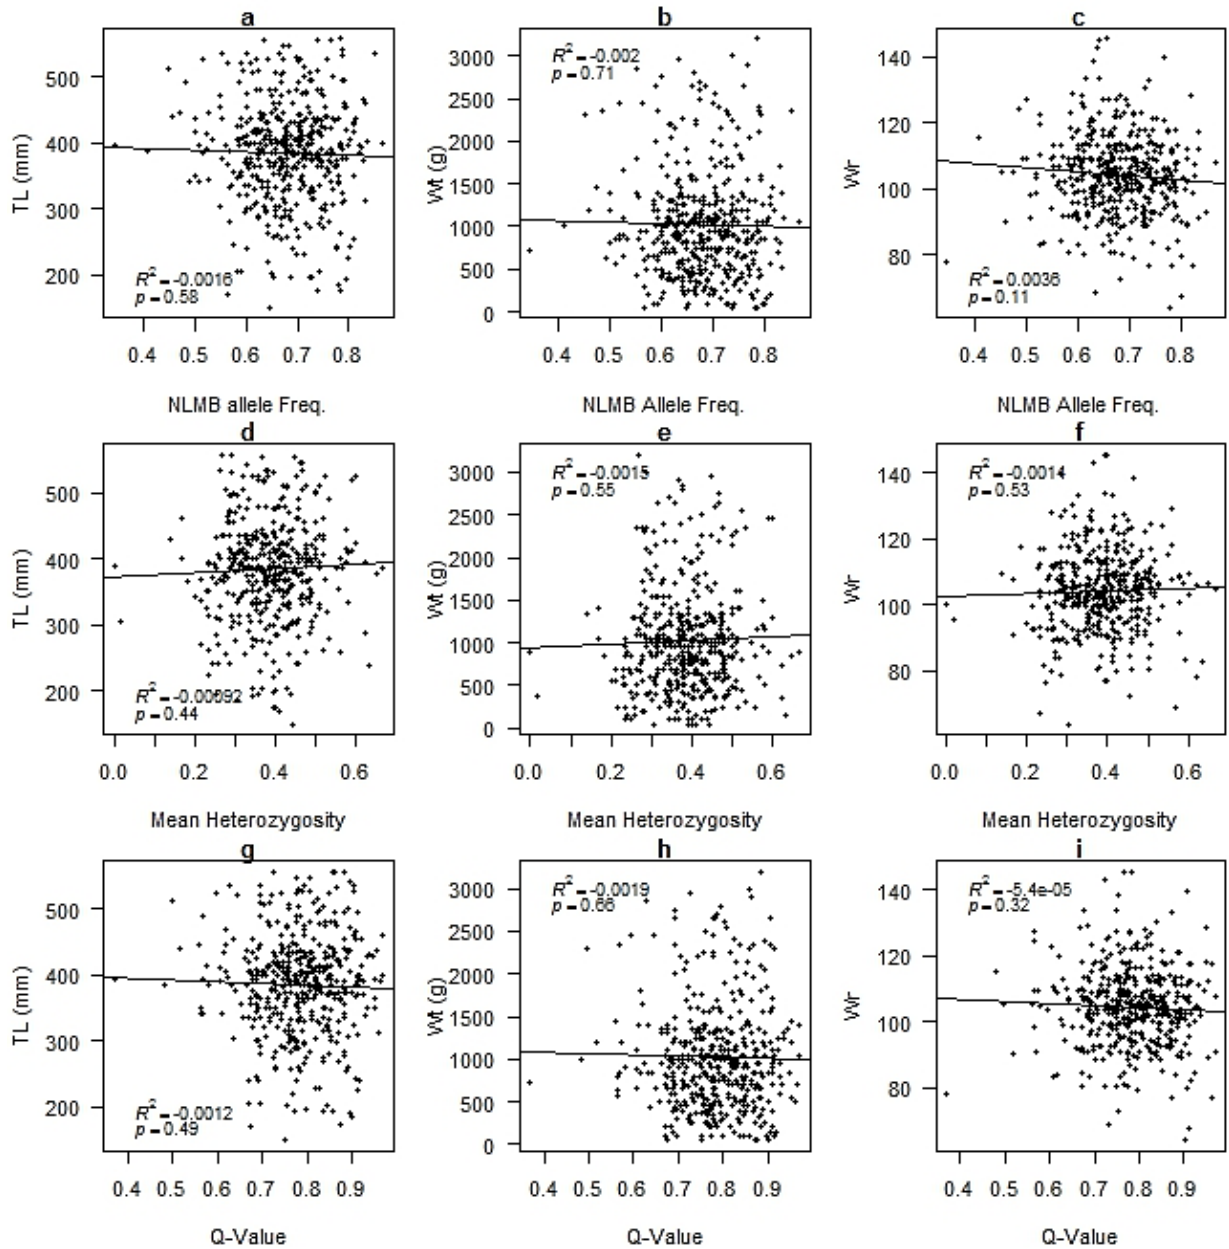 a
TL (mm)
500
400
300
200
R2 = -0.0016
p = 0.58
0.4 0.5 0.6 0.7 0.8
NLMB allele Freq.
b
Wt (g)
3000
2500
2000
1500
1000
500
0
R2 = -0.002
p = 0.71
0.4 0.5 0.6 0.7 0.8
NLMB Allele Freq.
c
Wr
140
120
100
80
R2 = 0.0036
p = 0.11
0.4 0.5 0.6 0.7 0.8
NLMB Allele Freq.
d
TL (mm)
500
400
300
200
R2 = -0.00092
p = 0.44
0.0 0.2 0.4 0.6
Mean Heterozygosity
e
Wt (g)
3000
2500
2000
1500
1000
500
0
R2 = -0.0015
p = 0.55
0.0 0.2 0.4 0.6
Mean Heterozygosity
f
Wr
140
120
100
80
R2 = -0.0014
p = 0.53
0.0 0.2 0.4 0.6
Mean Heterozygosity
g
TL (mm)
500
400
300
200
R2 = -0.0012
p = 0.49
0.4 0.5 0.6 0.7 0.8 0.9
Q-Value
h
Wt (g)
3000
2500
2000
1500
1000
500
0
R2 = -0.0019
p = 0.66
0.4 0.5 0.6 0.7 0.8 0.9
Q-Value
i
Wr
140
120
100
80
R2 = -5.4e-05
p = 0.32
0.4 0.5 0.6 0.7 0.8 0.9
Q-Value